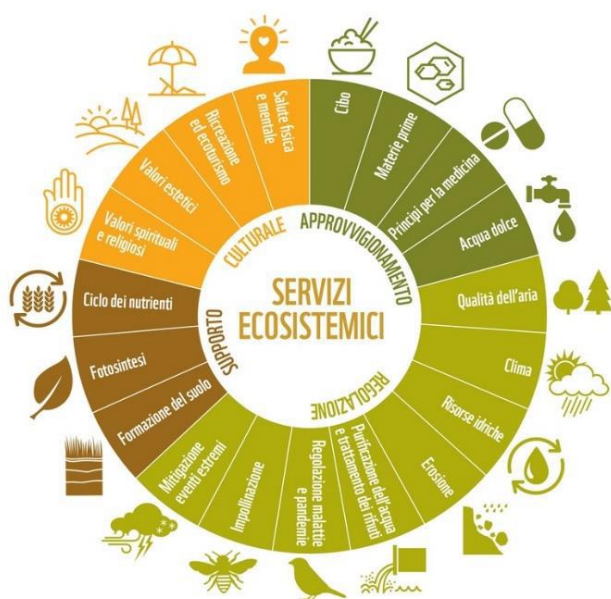 SERVIZI
ECOSISTEMICI
APPROVVIGIONAMENTO
Cibo
Materie prime
Principi per la medicina
Acqua dolce
REGOLAZIONE
Qualità dell'aria
Clima
Risorse idriche
Erosione
Purificazione dell'acqua
e trattamento dei rifiuti
Regolazione malattie
e pandemie
Impollinazione
Mitigazione
eventi estremi
SUPPORTO
Formazione del suolo
Fotosintesi
Ciclo dei nutrienti
CULTURALE
Valori spirituali
e religiosi
Valori estetici
Ricreazione
ed ecoturismo
Salute fisica
e mentale